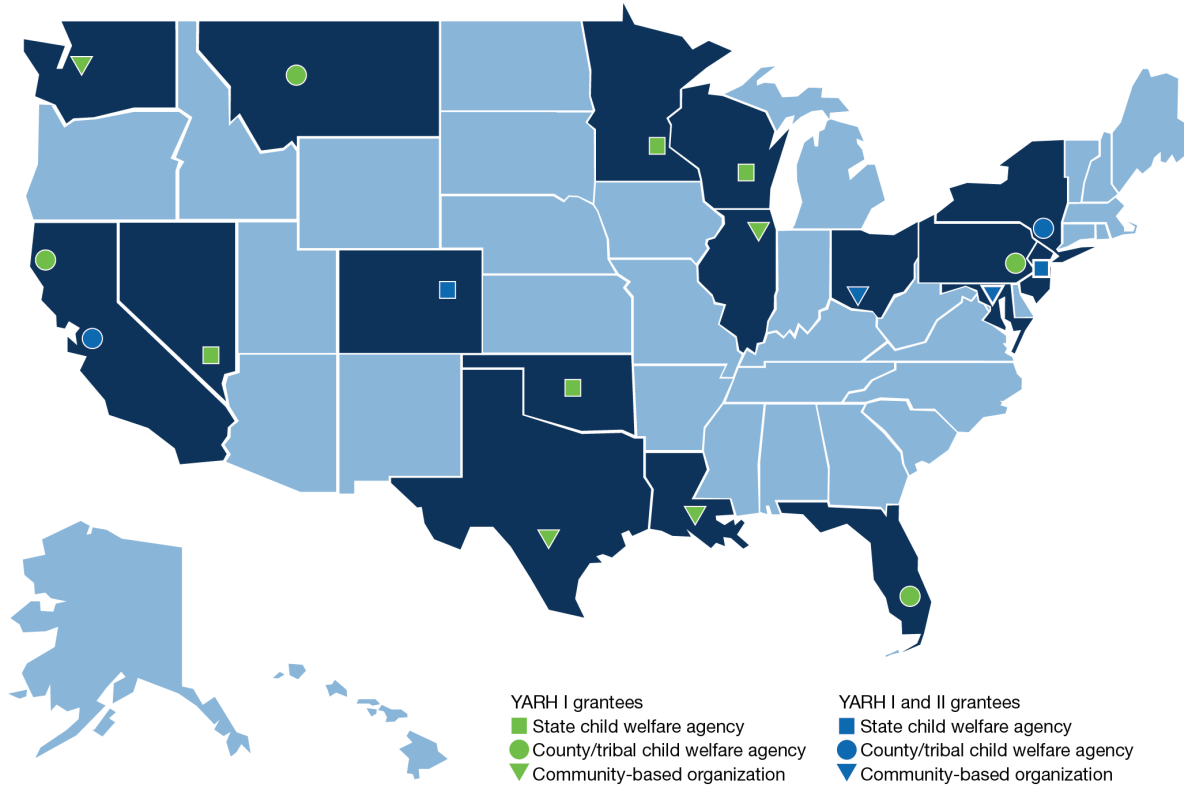 YARH I grantees
State child welfare agency
County/tribal child welfare agency
Community-based organization
YARH I and II grantees
State child welfare agency
County/tribal child welfare agency
Community-based organization